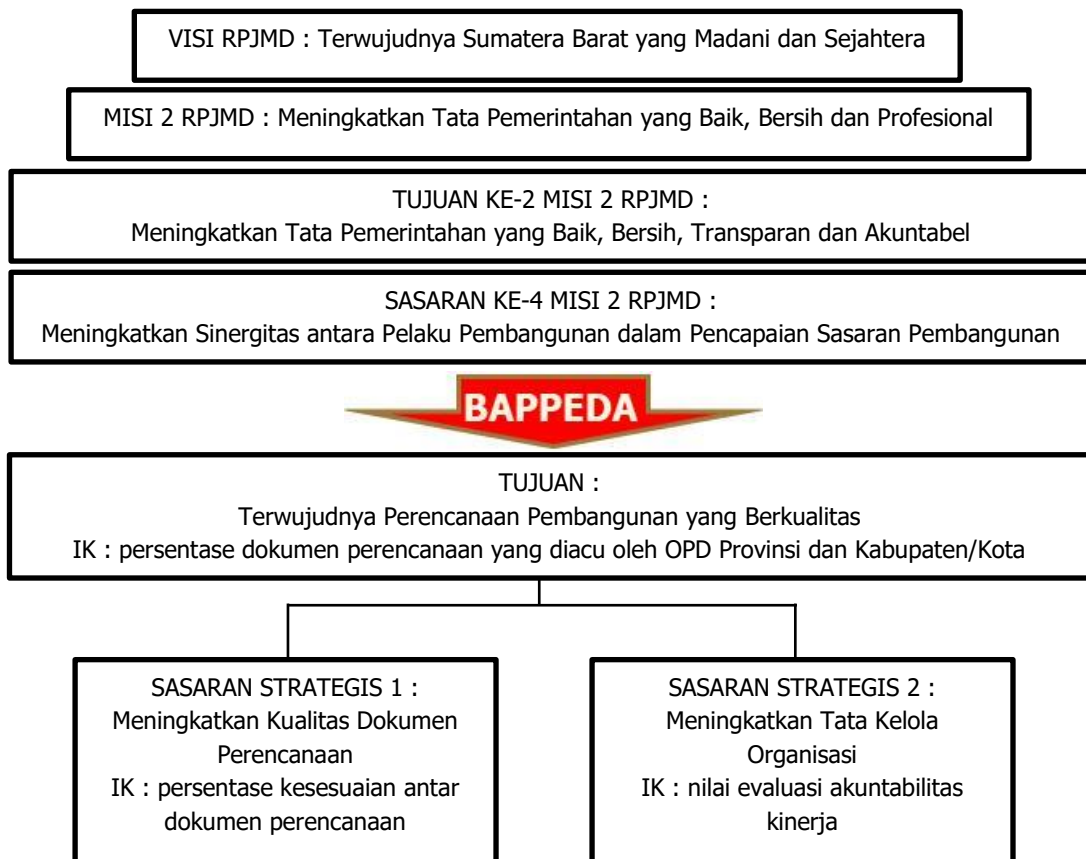 VISI RPJMD : Terwujudnya Sumatera Barat yang Madani dan Sejahtera
MISI 2 RPJMD : Meningkatkan Tata Pemerintahan yang Baik, Bersih dan Profesional
TUJUAN KE-2 MISI 2 RPJMD :
Meningkatkan Tata Pemerintahan yang Baik, Bersih, Transparan dan Akuntabel
SASARAN KE-4 MISI 2 RPJMD :
Meningkatkan Sinergitas antara Pelaku Pembangunan dalam Pencapaian Sasaran Pembangunan
BAPPEDA
TUJUAN :
Terwujudnya Perencanaan Pembangunan yang Berkualitas
IK : persentase dokumen perencanaan yang diacu oleh OPD Provinsi dan Kabupaten/Kota
SASARAN STRATEGIS 1 :
Meningkatkan Kualitas Dokumen
Perencanaan
IK : persentase kesesuaian antar
dokumen perencanaan
SASARAN STRATEGIS 2 :
Meningkatkan Tata Kelola
Organisasi
IK : nilai evaluasi akuntabilitas
kinerja